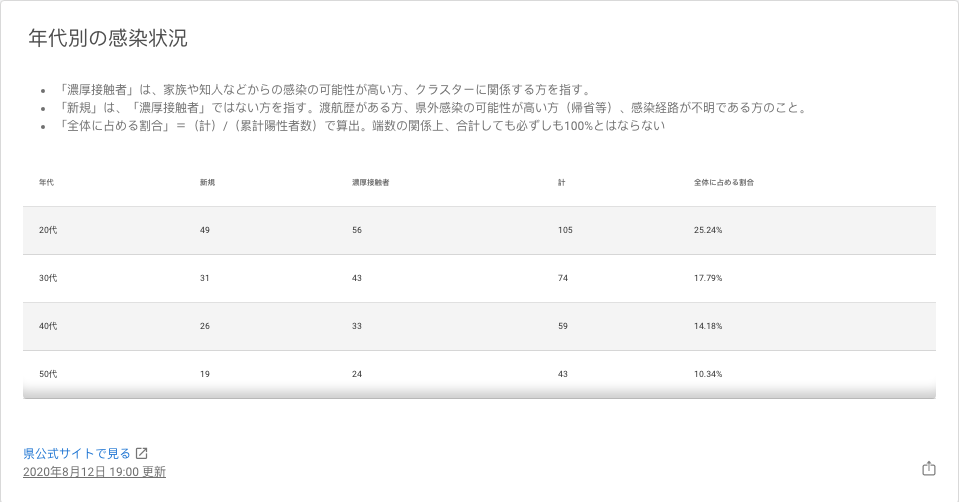 年代別の感染状況
「濃厚接触者」は、家族や知人などからの感染の可能性が高い方、クラスターに関係する方を指す。
「新規」は、「濃厚接触者」ではない方を指す。渡航歴がある方、県外感染の可能性が高い方（帰省等）、感染経路が不明である方のこと。
「全体に占める割合」＝（計）/（累計陽性者数）で算出。端数の関係上、合計しても必ずしも100%とはならない
年代 新規 濃厚接触者 計 全体に占める割合
20代 49 56 105 25.24%
30代 31 43 74 17.79%
40代 26 33 59 14.18%
50代 19 24 43 10.34%
県公式サイトで見る
2020年8月12日 19:00 更新